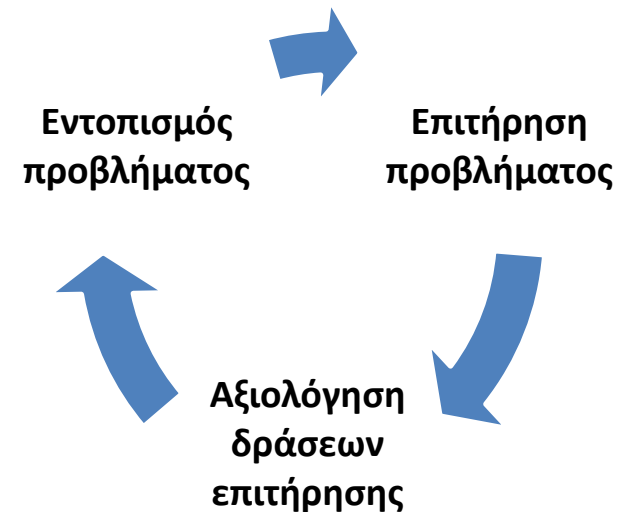 Εντοπισμός
προβλήματος
Επιτήρηση
προβλήματος
Αξιολόγηση
δράσεων
επιτήρησης